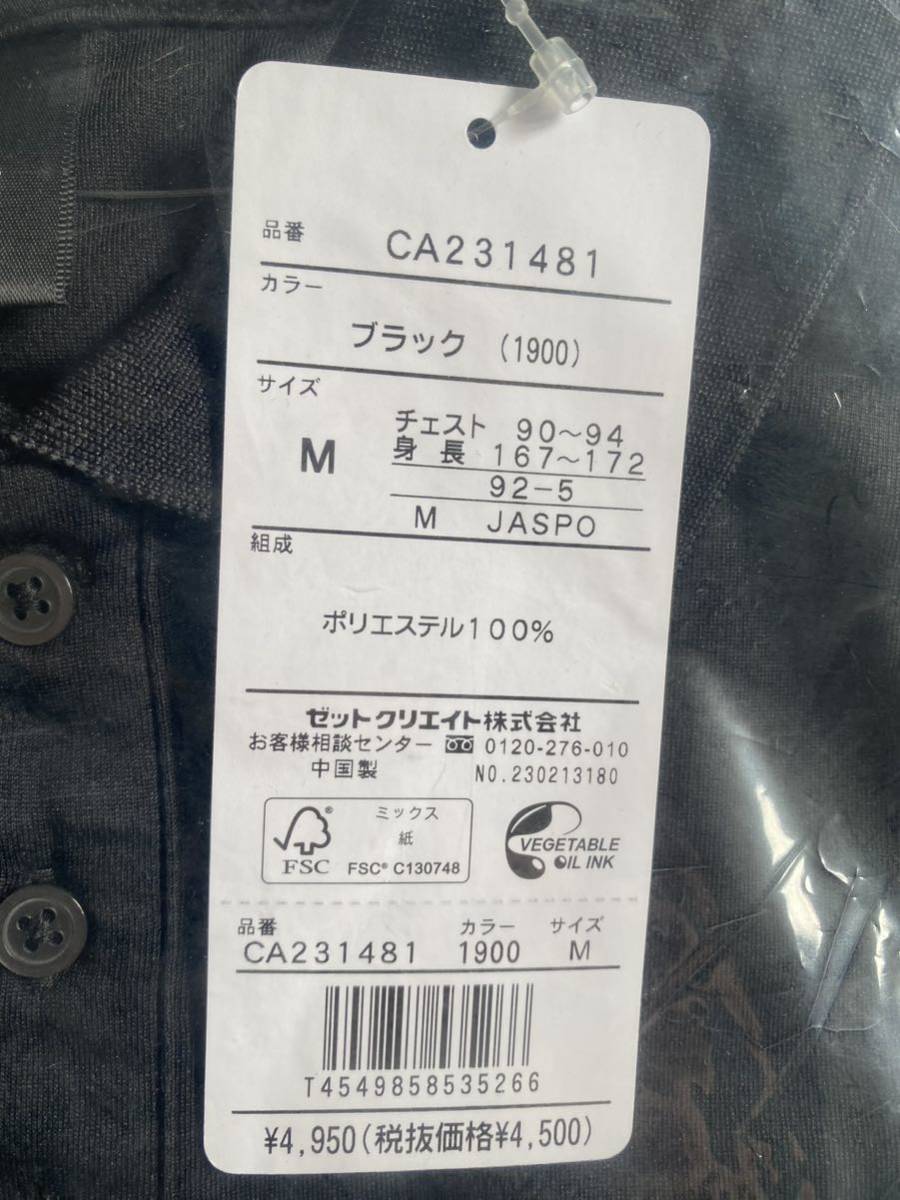 品番
CA231481
カラー
ブラック (1900)
サイズ
M
チェスト 90~94
身長 167~172
92-5
M JASPO
組成
ポリエステル100%
ゼットクリエイト株式会社
お客様相談センター 0120-276-010
中国製 NO.230213180
ミックス
紙
FSC® FSC® C130748
VEGETABLE
OIL INK
品番 カラー サイズ
CA231481 1900 M
T4549858535266
¥4,950(税抜価格¥4,500)